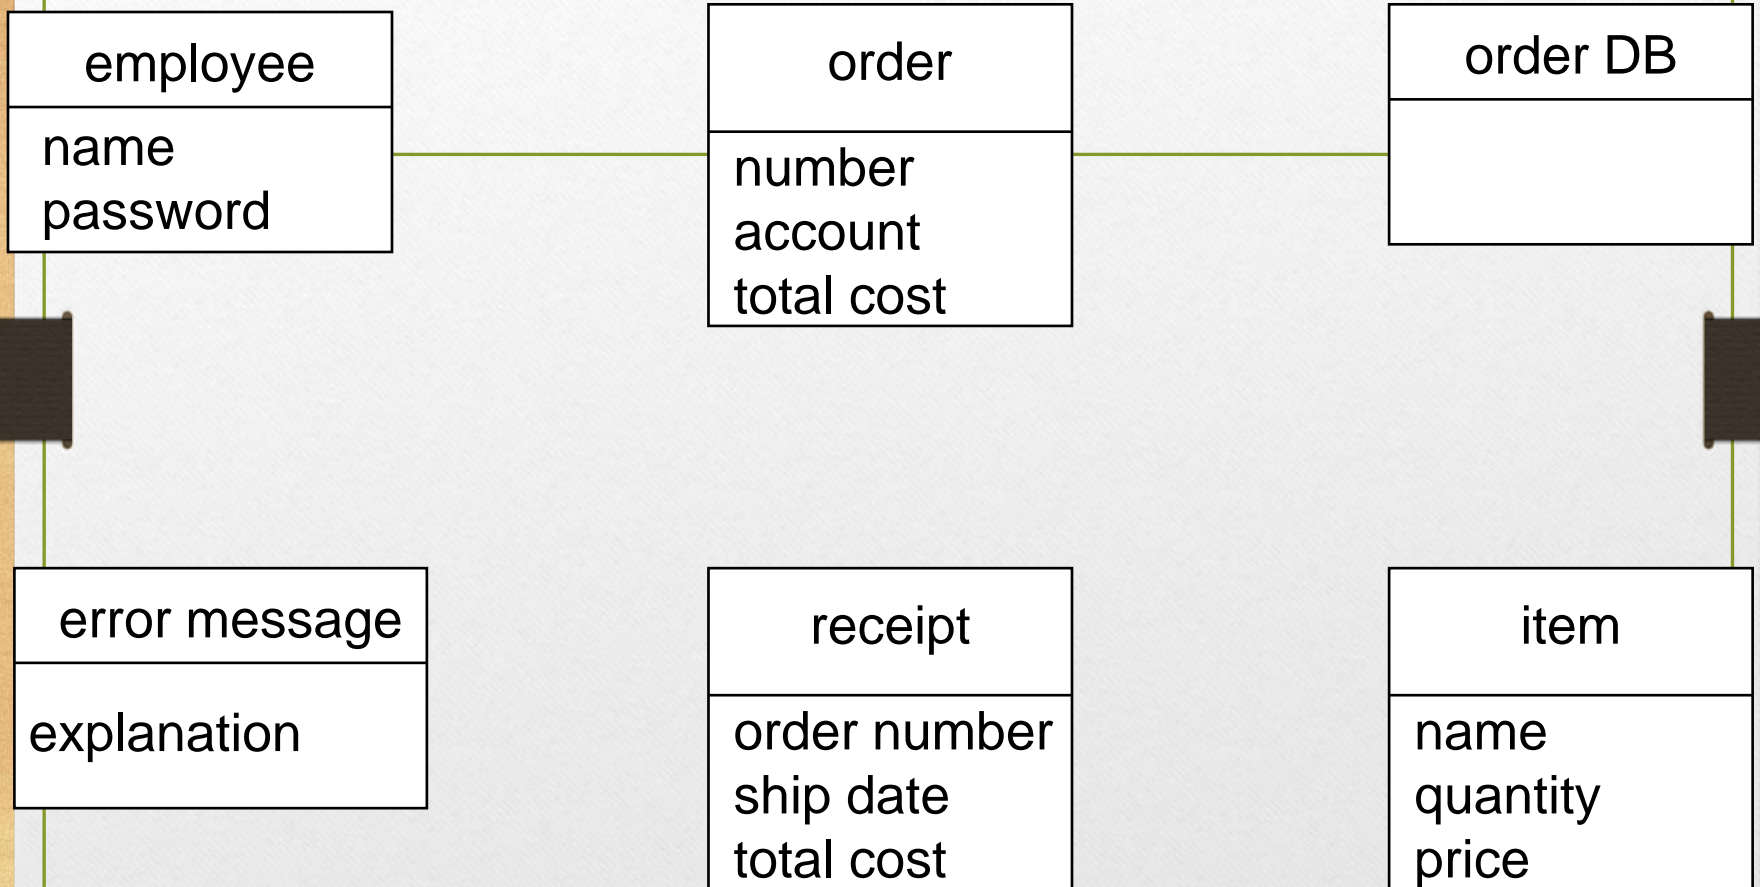 employee
name
password
order
number
account
total cost
order DB
error message
explanation
receipt
order number
ship date
total cost
item
name
quantity
price